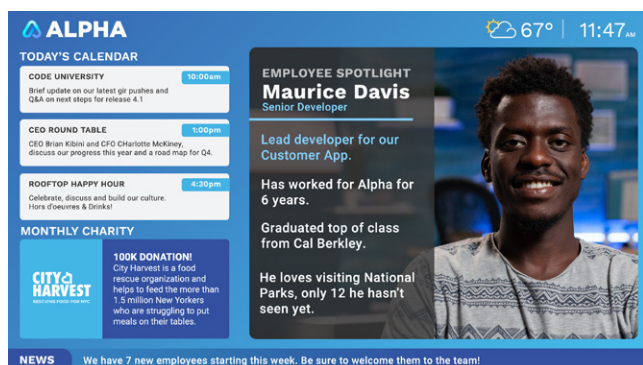 ALPHA
67° | 11:47 AM
TODAY'S CALENDAR
CODE UNIVERSITY
10:00am
Brief update on our latest gir pushes and
Q&A on next steps for release 4.1
CEO ROUND TABLE
1:00pm
CEO Brian Kibini and CFO CHarlotte McKiney,
discuss our progress this year and a road map for Q4.
ROOFTOP HAPPY HOUR
4:30pm
Celebrate, discuss and build our culture.
Hors d'oeuvres & Drinks!
MONTHLY CHARITY
CITY
HARVEST
RESCUING FOOD FOR NYC
100K DONATION!
City Harvest is a food
rescue organization and
helps to feed the more than
1.5 million New Yorkers
who are struggling to put
meals on their tables.
EMPLOYEE SPOTLIGHT
Maurice Davis
Senior Developer
Lead developer for our
Customer App.
Has worked for Alpha for
6 years.
Graduated top of class
from Cal Berkley.
He loves visiting National
Parks, only 12 he hasn't
seen yet.
NEWS
We have 7 new employees starting this week. Be sure to welcome them to the team!